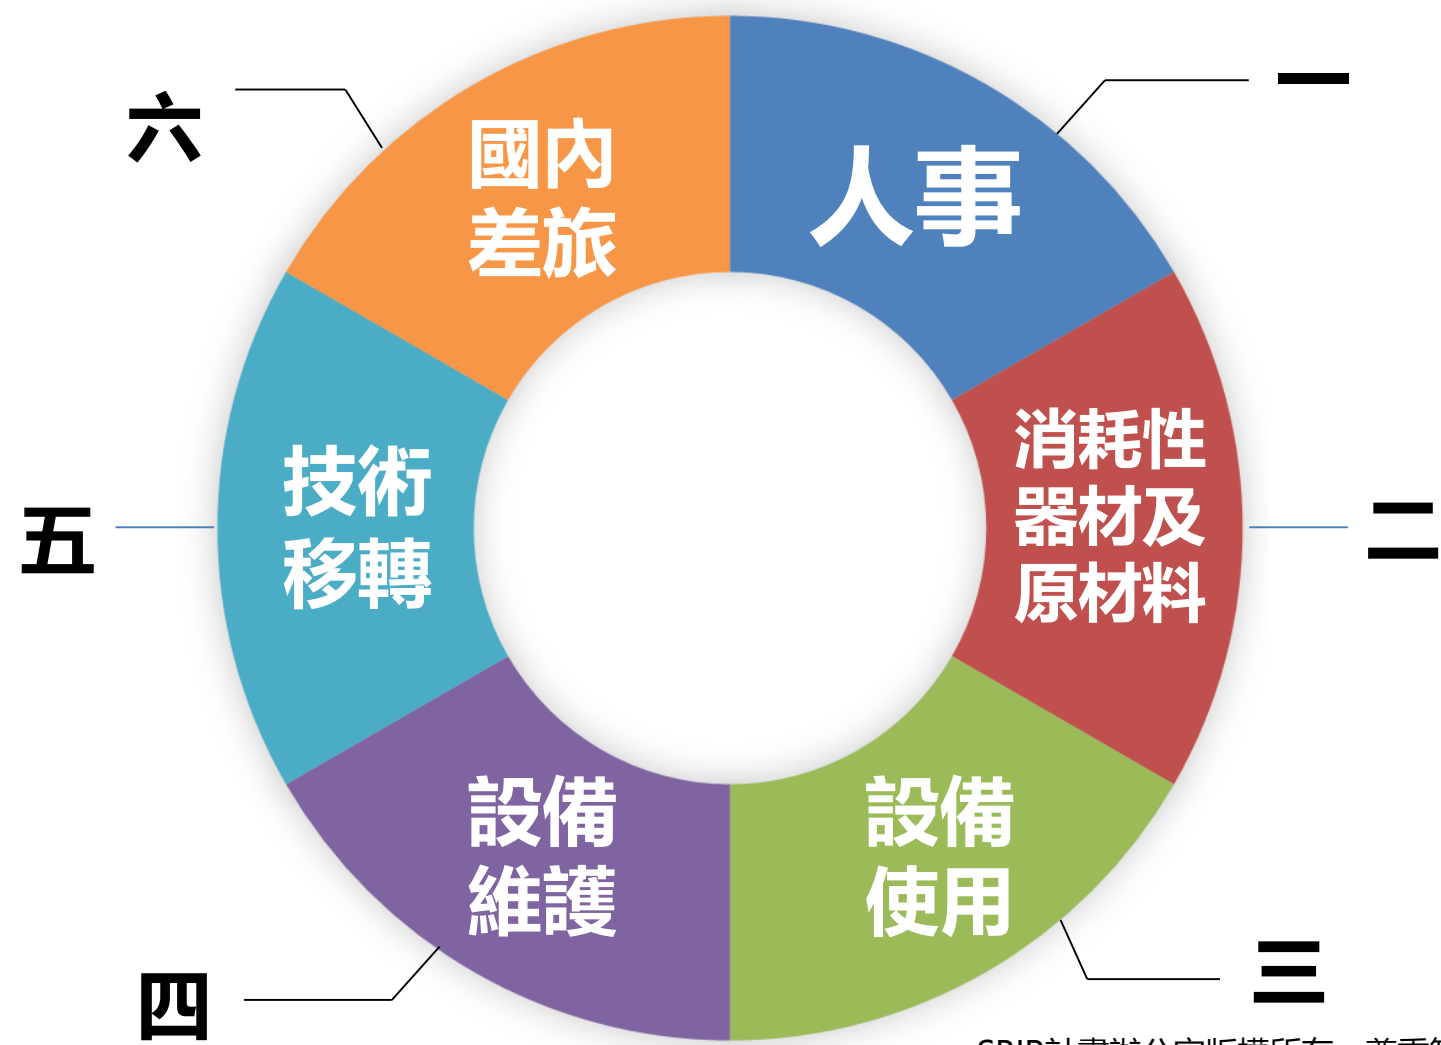 一
人事
二
消耗性
器材及
原材料
三
設備
使用
四
設備
維護
五
技術
移轉
六
國內
差旅